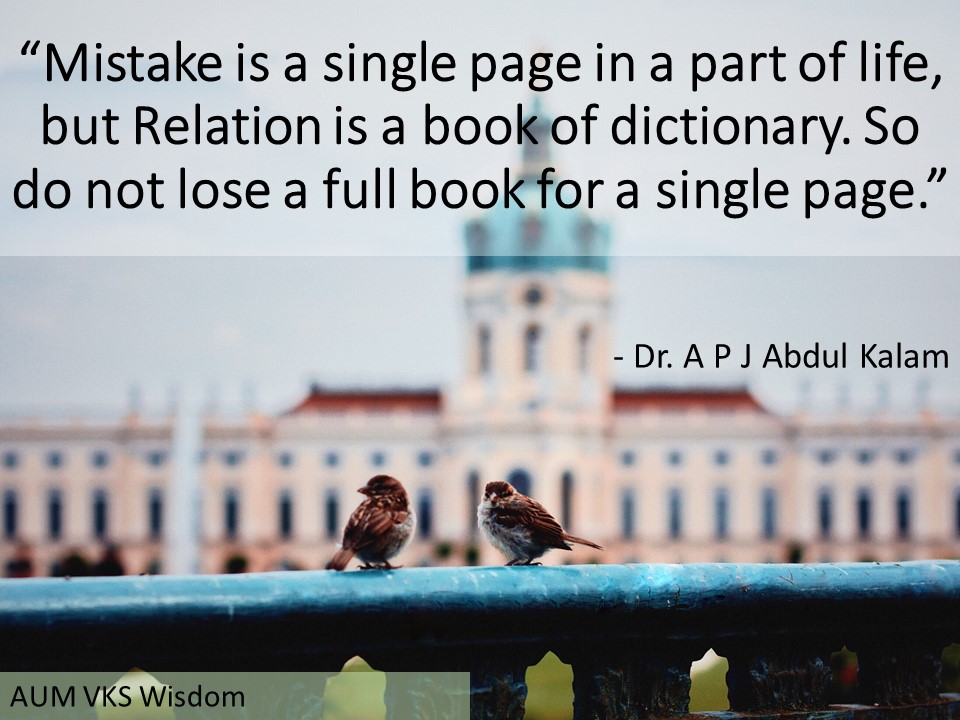 “Mistake is a single page in a part of life,
but Relation is a book of dictionary. So
do not lose a full book for a single page.”
- Dr. A P J Abdul Kalam
AUM VKS Wisdom